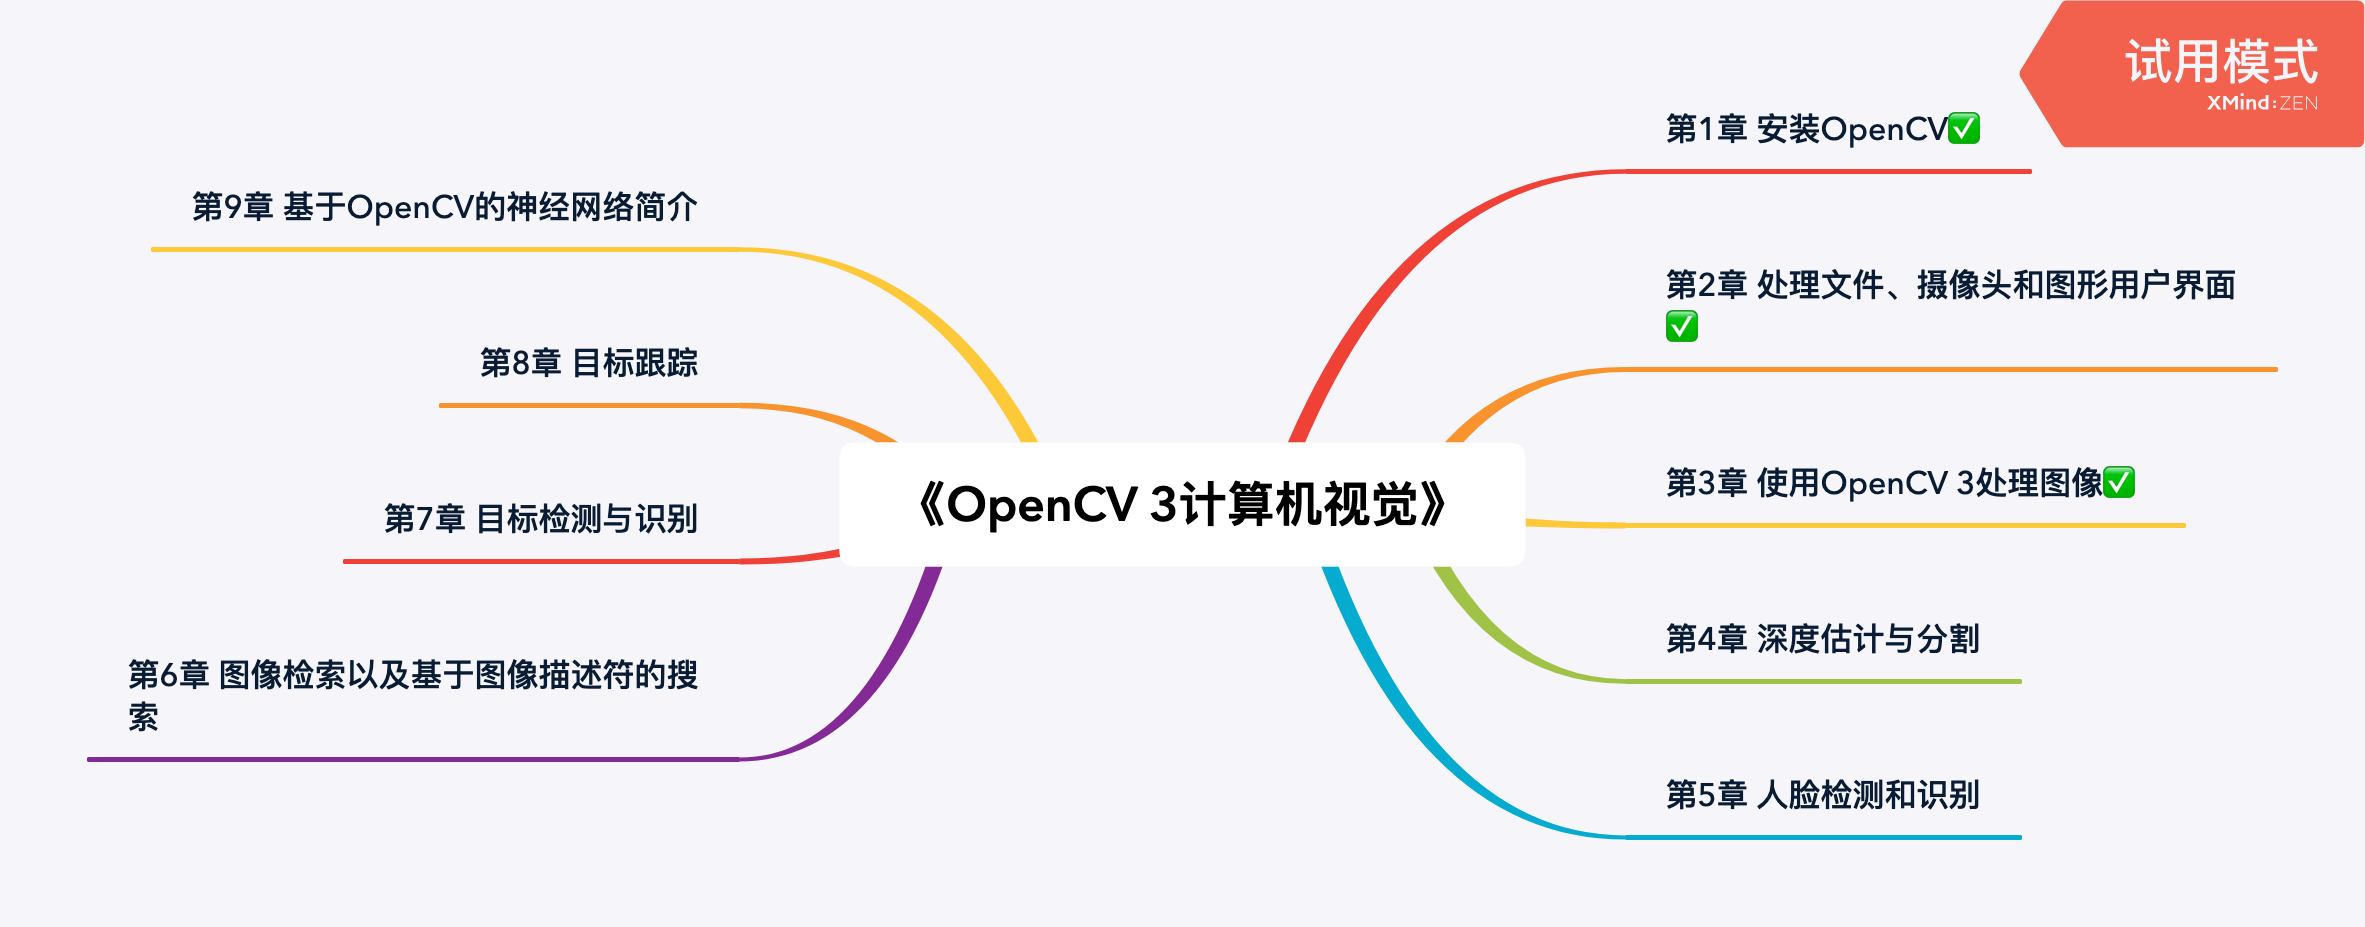 试用模式
XMind:ZEN
第1章 安装OpenCV✅
第2章 处理文件、摄像头和图形用户界面
✅
第3章 使用OpenCV 3处理图像✅
第4章 深度估计与分割
第5章 人脸检测和识别
《OpenCV 3计算机视觉》
第9章 基于OpenCV的神经网络简介
第8章 目标跟踪
第7章 目标检测与识别
第6章 图像检索以及基于图像描述符的搜
索